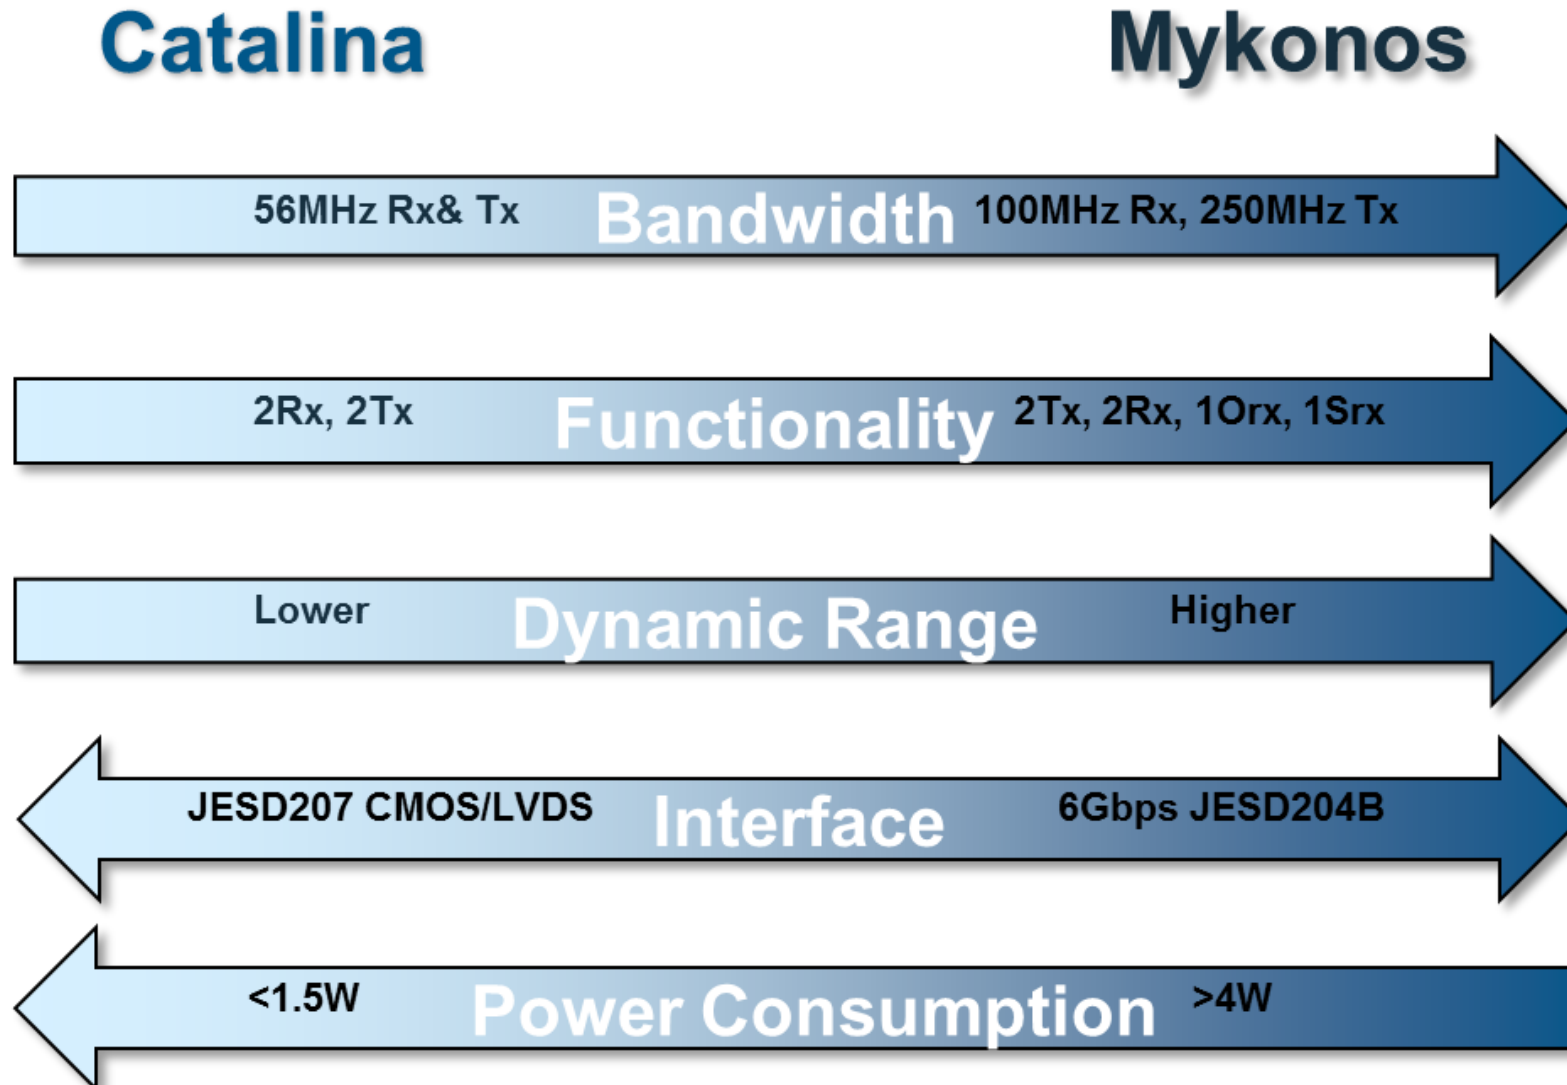 Catalina Mykonos
56MHz Rx& Tx Bandwidth 100MHz Rx, 250MHz Tx
2Rx, 2Tx Functionality 2Tx, 2Rx, 1Orx, 1Srx
Lower Dynamic Range Higher
JESD207 CMOS/LVDS Interface 6Gbps JESD204B
<1.5W Power Consumption >4W